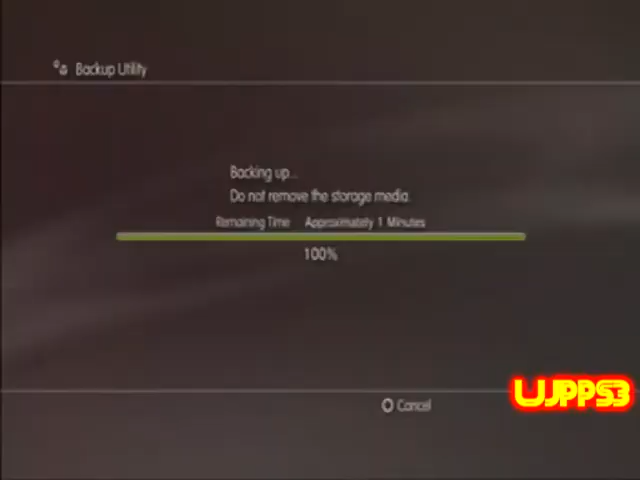 Backup Utility
Backing up...
Do not remove the storage media.
Remaining Time Approximately 1 Minutes
100%
Cancel
UJPPS3